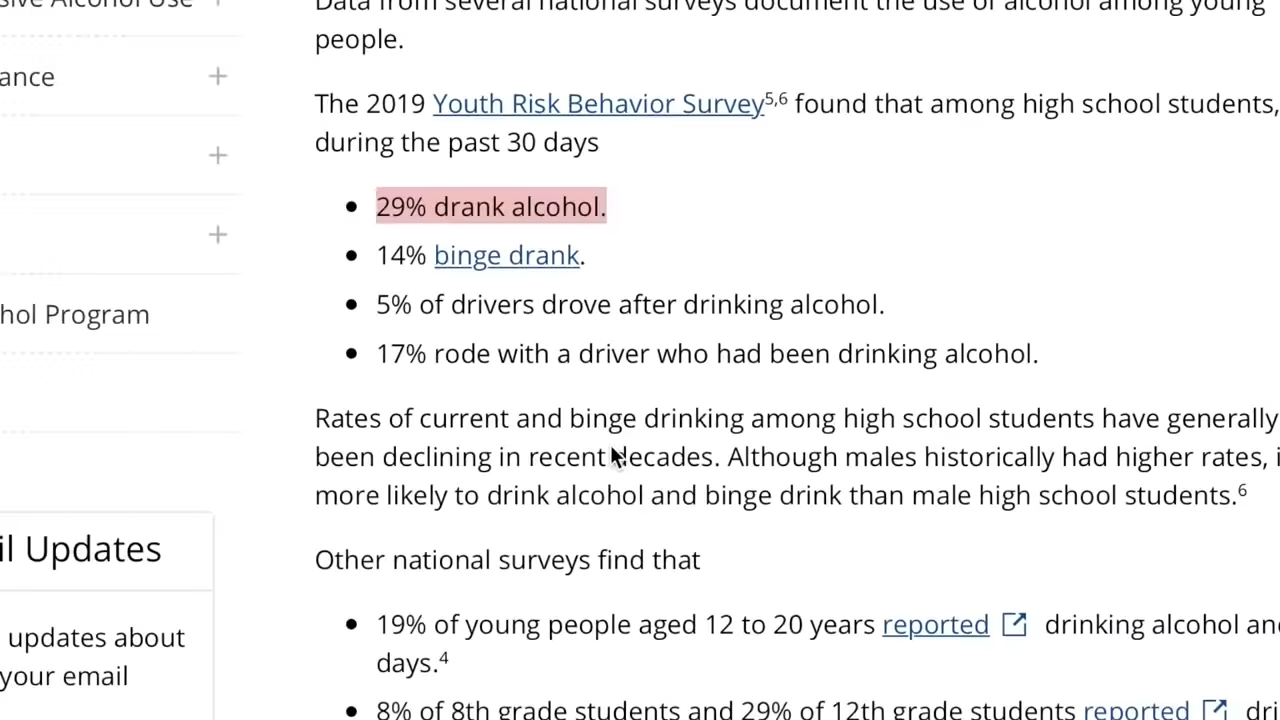 sive Alcohol Use +
ance +
+
+
hol Program
il Updates
updates about
your email
Data from several national surveys document the use of alcohol among young
people.
The 2019 Youth Risk Behavior Survey5,6 found that among high school students,
during the past 30 days
• 29% drank alcohol.
• 14% binge drank.
• 5% of drivers drove after drinking alcohol.
• 17% rode with a driver who had been drinking alcohol.
Rates of current and binge drinking among high school students have generally
been declining in recent decades. Although males historically had higher rates, i
more likely to drink alcohol and binge drink than male high school students.6
Other national surveys find that
• 19% of young people aged 12 to 20 years reported drinking alcohol and
days.4
• 8% of 8th grade students and 29% of 12th grade students reported dri